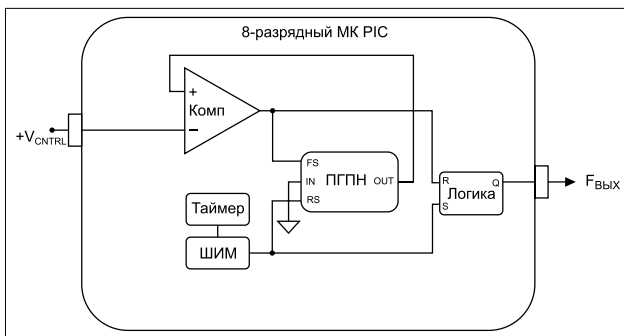 8-разрядный МК PIC
+
Комп
−
+V_CNTRL
FS
IN
RS
ПГПН
OUT
R
S
Q
Логика
F_ВЫХ
Таймер
ШИМ